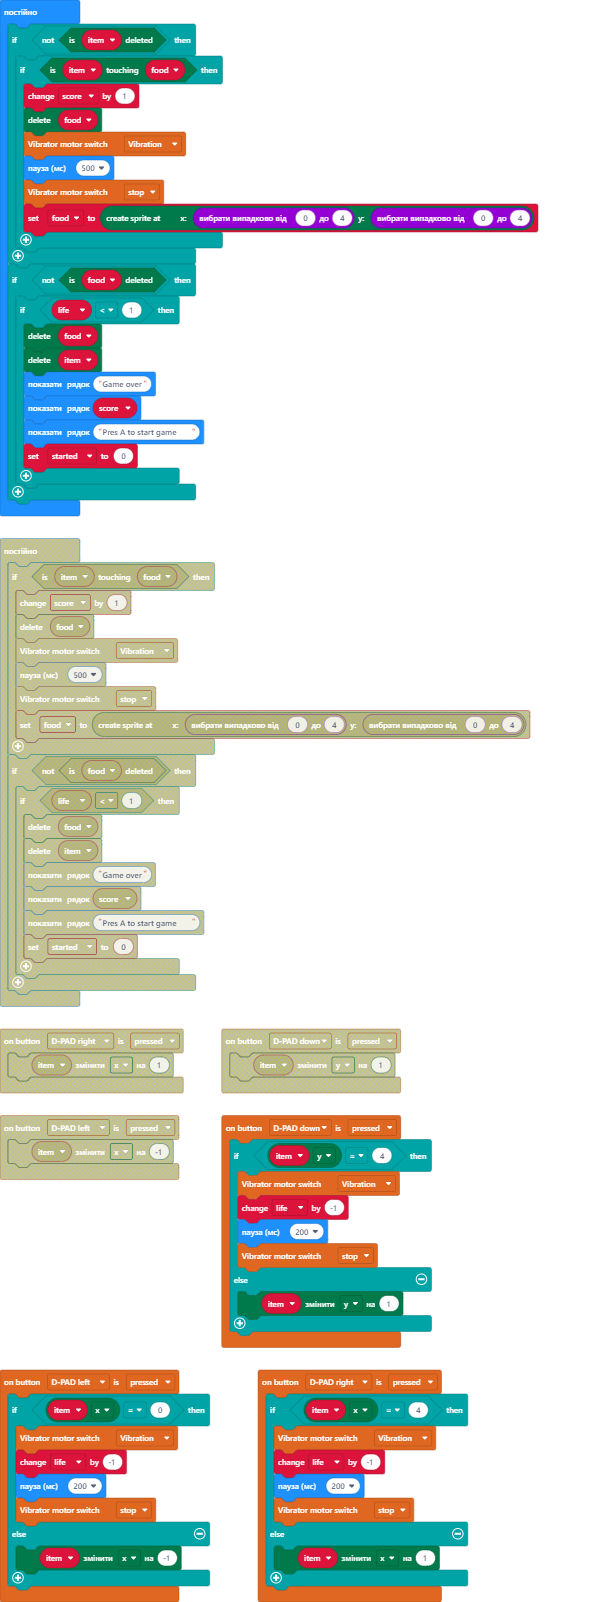 постійно
if not is item deleted then
if is item touching food then
change score by 1
delete food
Vibrator motor switch Vibration
пауза (мс) 500
Vibrator motor switch stop
set food to create sprite at x: вибрати випадково від 0 до 4 y: вибрати випадково від 0 до 4
if not is food deleted then
if life < 1 then
delete food
delete item
показати рядок "Game over"
показати рядок score
показати рядок "Pres A to start game "
set started to 0
постійно
if is item touching food then
change score by 1
delete food
Vibrator motor switch Vibration
пауза (мс) 500
Vibrator motor switch stop
set food to create sprite at x: вибрати випадково від 0 до 4 y: вибрати випадково від 0 до 4
if not is food deleted then
if life < 1 then
delete food
delete item
показати рядок "Game over"
показати рядок score
показати рядок "Pres A to start game "
set started to 0
on button D-PAD right is pressed
item змінити x на 1
on button D-PAD down is pressed
item змінити y на 1
on button D-PAD left is pressed
item змінити x на -1
on button D-PAD down is pressed
if item y = 4 then
Vibrator motor switch Vibration
change life by -1
пауза (мс) 200
Vibrator motor switch stop
else
item змінити y на 1
on button D-PAD left is pressed
if item x = 0 then
Vibrator motor switch Vibration
change life by -1
пауза (мс) 200
Vibrator motor switch stop
else
item змінити x на -1
on button D-PAD right is pressed
if item x = 4 then
Vibrator motor switch Vibration
change life by -1
пауза (мс) 200
Vibrator motor switch stop
else
item змінити x на 1